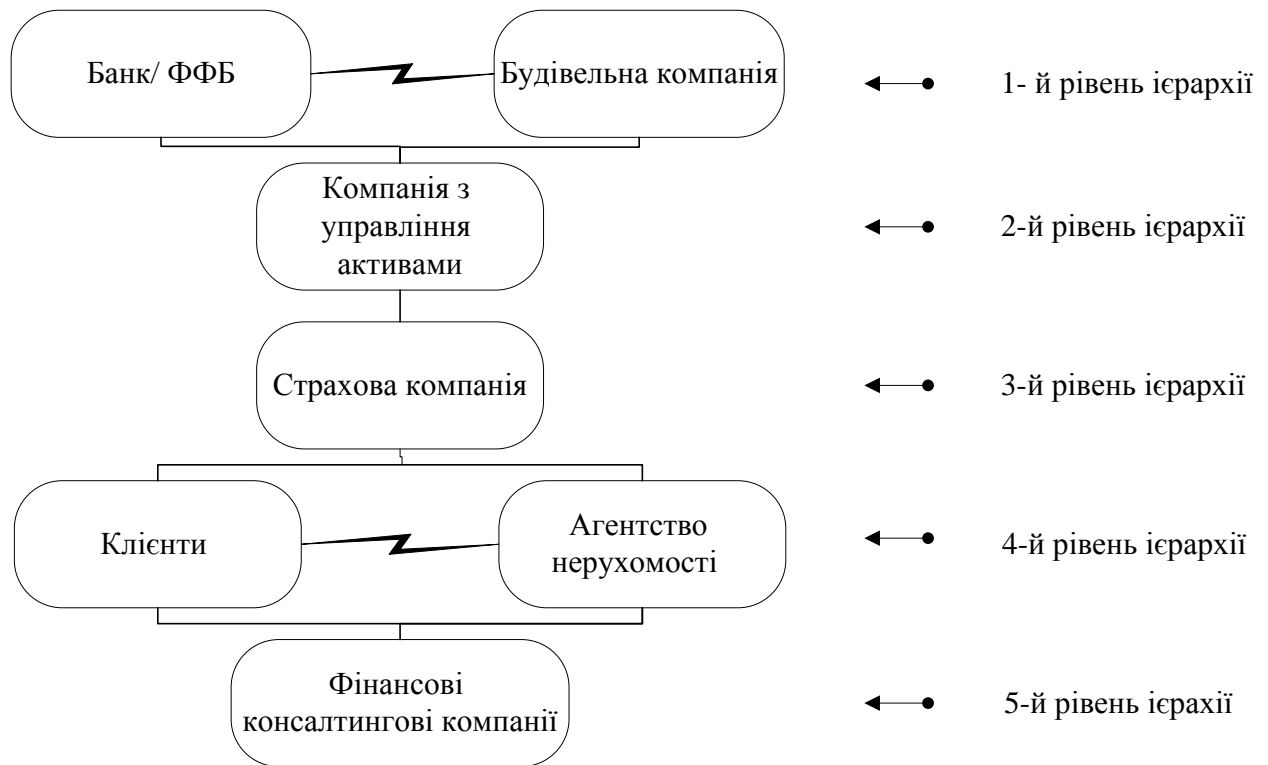 Банк/ ФФБ
Будівельна компанія
1- й рівень ієрархії
Компанія з
управління
активами
2-й рівень ієрархії
Страхова компанія
3-й рівень ієрархії
Клієнти
Агентство
нерухомості
4-й рівень ієрархії
Фінансові
консалтингові компанії
5-й рівень ієрахії